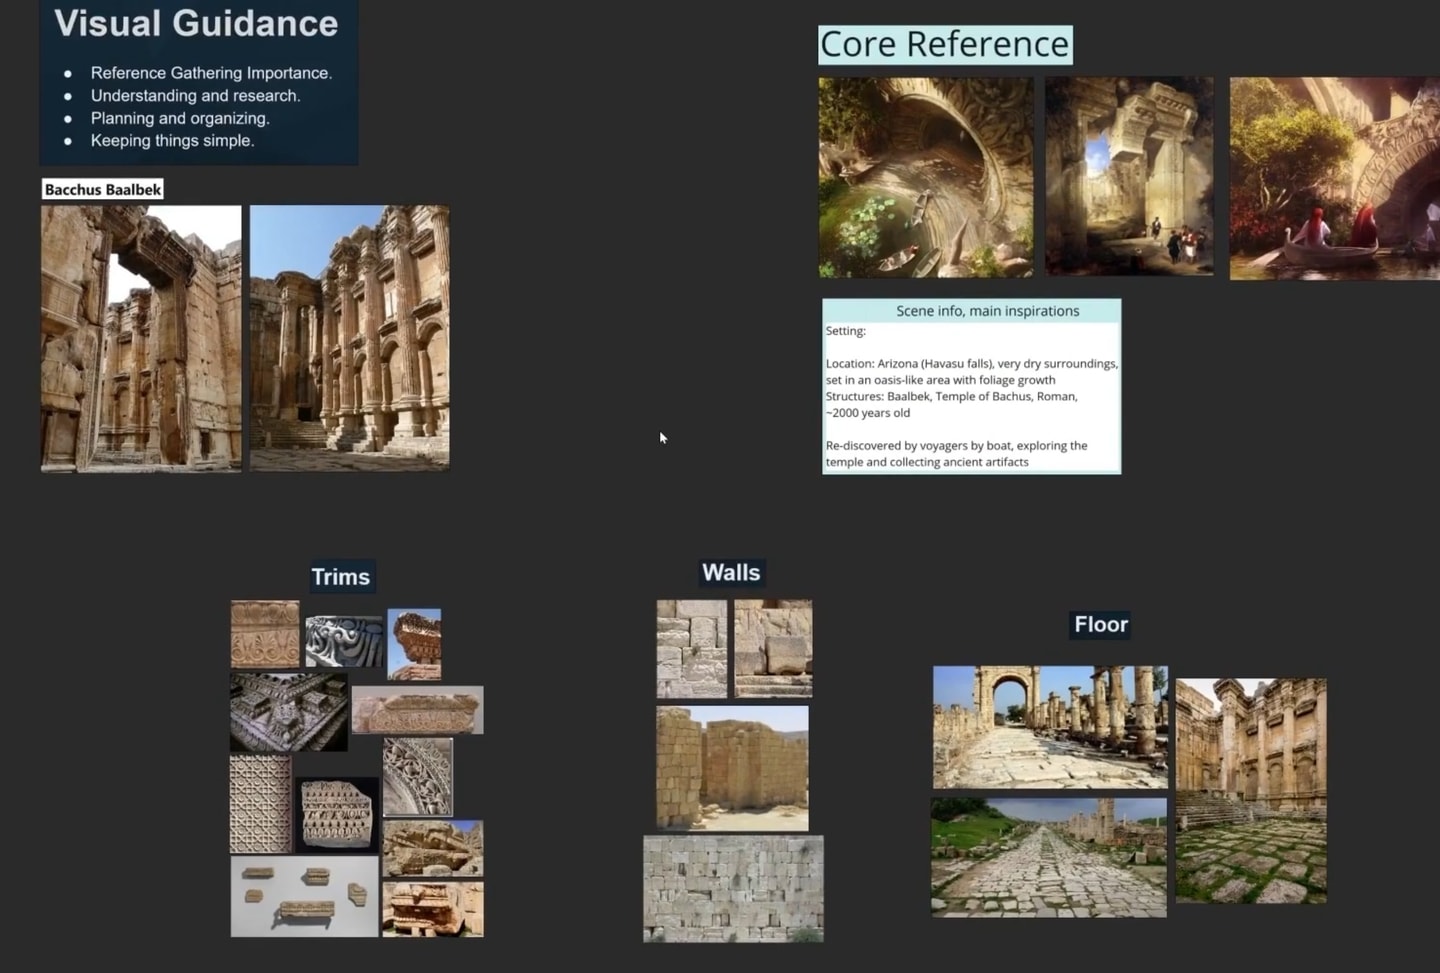 Visual Guidance
● Reference Gathering Importance.
● Understanding and research.
● Planning and organizing.
● Keeping things simple.
Bacchus Baalbek
Core Reference
Scene info, main inspirations
Setting:
Location: Arizona (Havasu falls), very dry surroundings,
set in an oasis-like area with foliage growth
Structures: Baalbek, Temple of Bachus, Roman,
~2000 years old
Re-discovered by voyagers by boat, exploring the
temple and collecting ancient artifacts
Trims
Walls
Floor